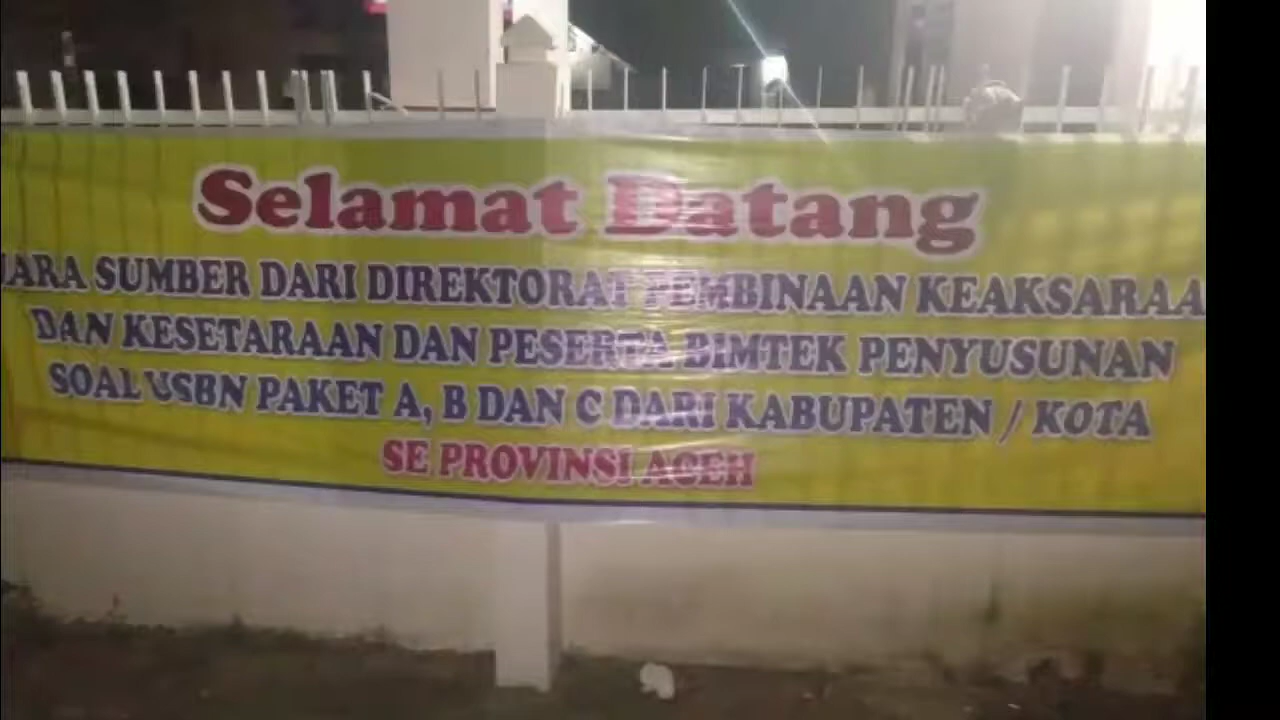 Selamat Datang
ARA SUMBER DARI DIREKTORAT PEMBINAAN KEAKSARAA
DAN KESETARAAN DAN PESERTA BIMTEK PENYUSUNAN
SOAL USBN PAKET A, B DAN C DARI KABUPATEN / KOTA
SE PROVINSI ACEH